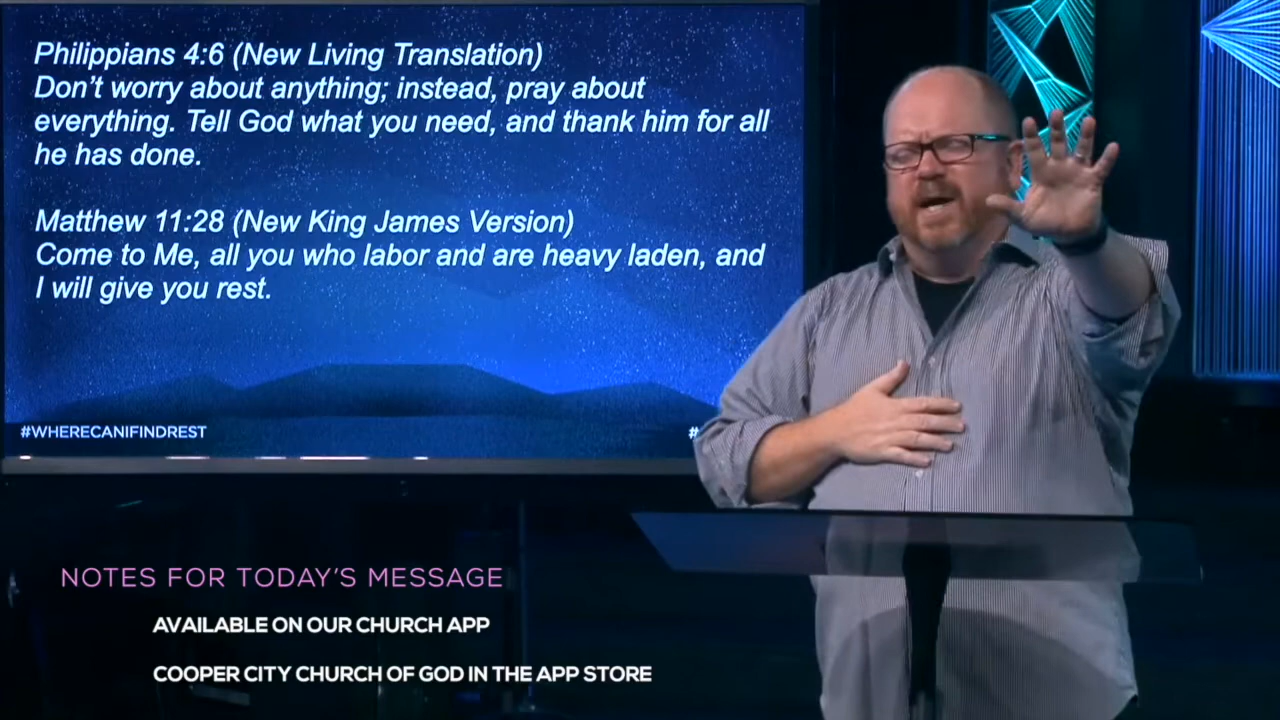 Philippians 4:6 (New Living Translation)
Don't worry about anything; instead, pray about
everything. Tell God what you need, and thank him for all
he has done.
Matthew 11:28 (New King James Version)
Come to Me, all you who labor and are heavy laden, and
I will give you rest.
#WHERECANIFINDREST
#
NOTES FOR TODAY'S MESSAGE
AVAILABLE ON OUR CHURCH APP
COOPER CITY CHURCH OF GOD IN THE APP STORE